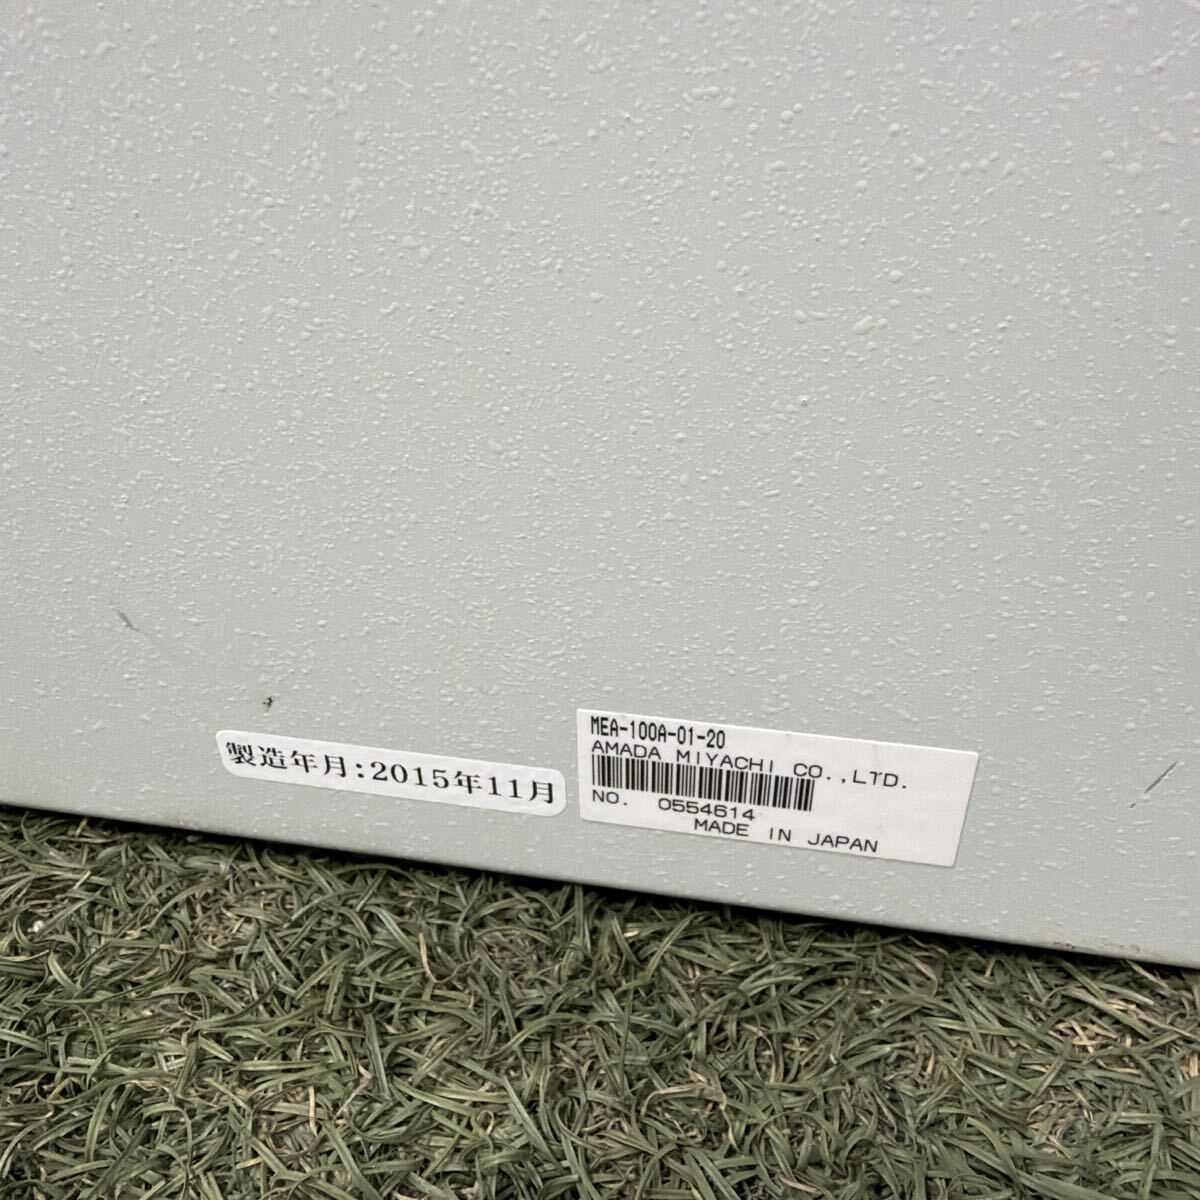 製造年月:2015年11月
MEA-100A-01-20
AMADA MIYACHI CO.,LTD.
NO. 0554614
MADE IN JAPAN